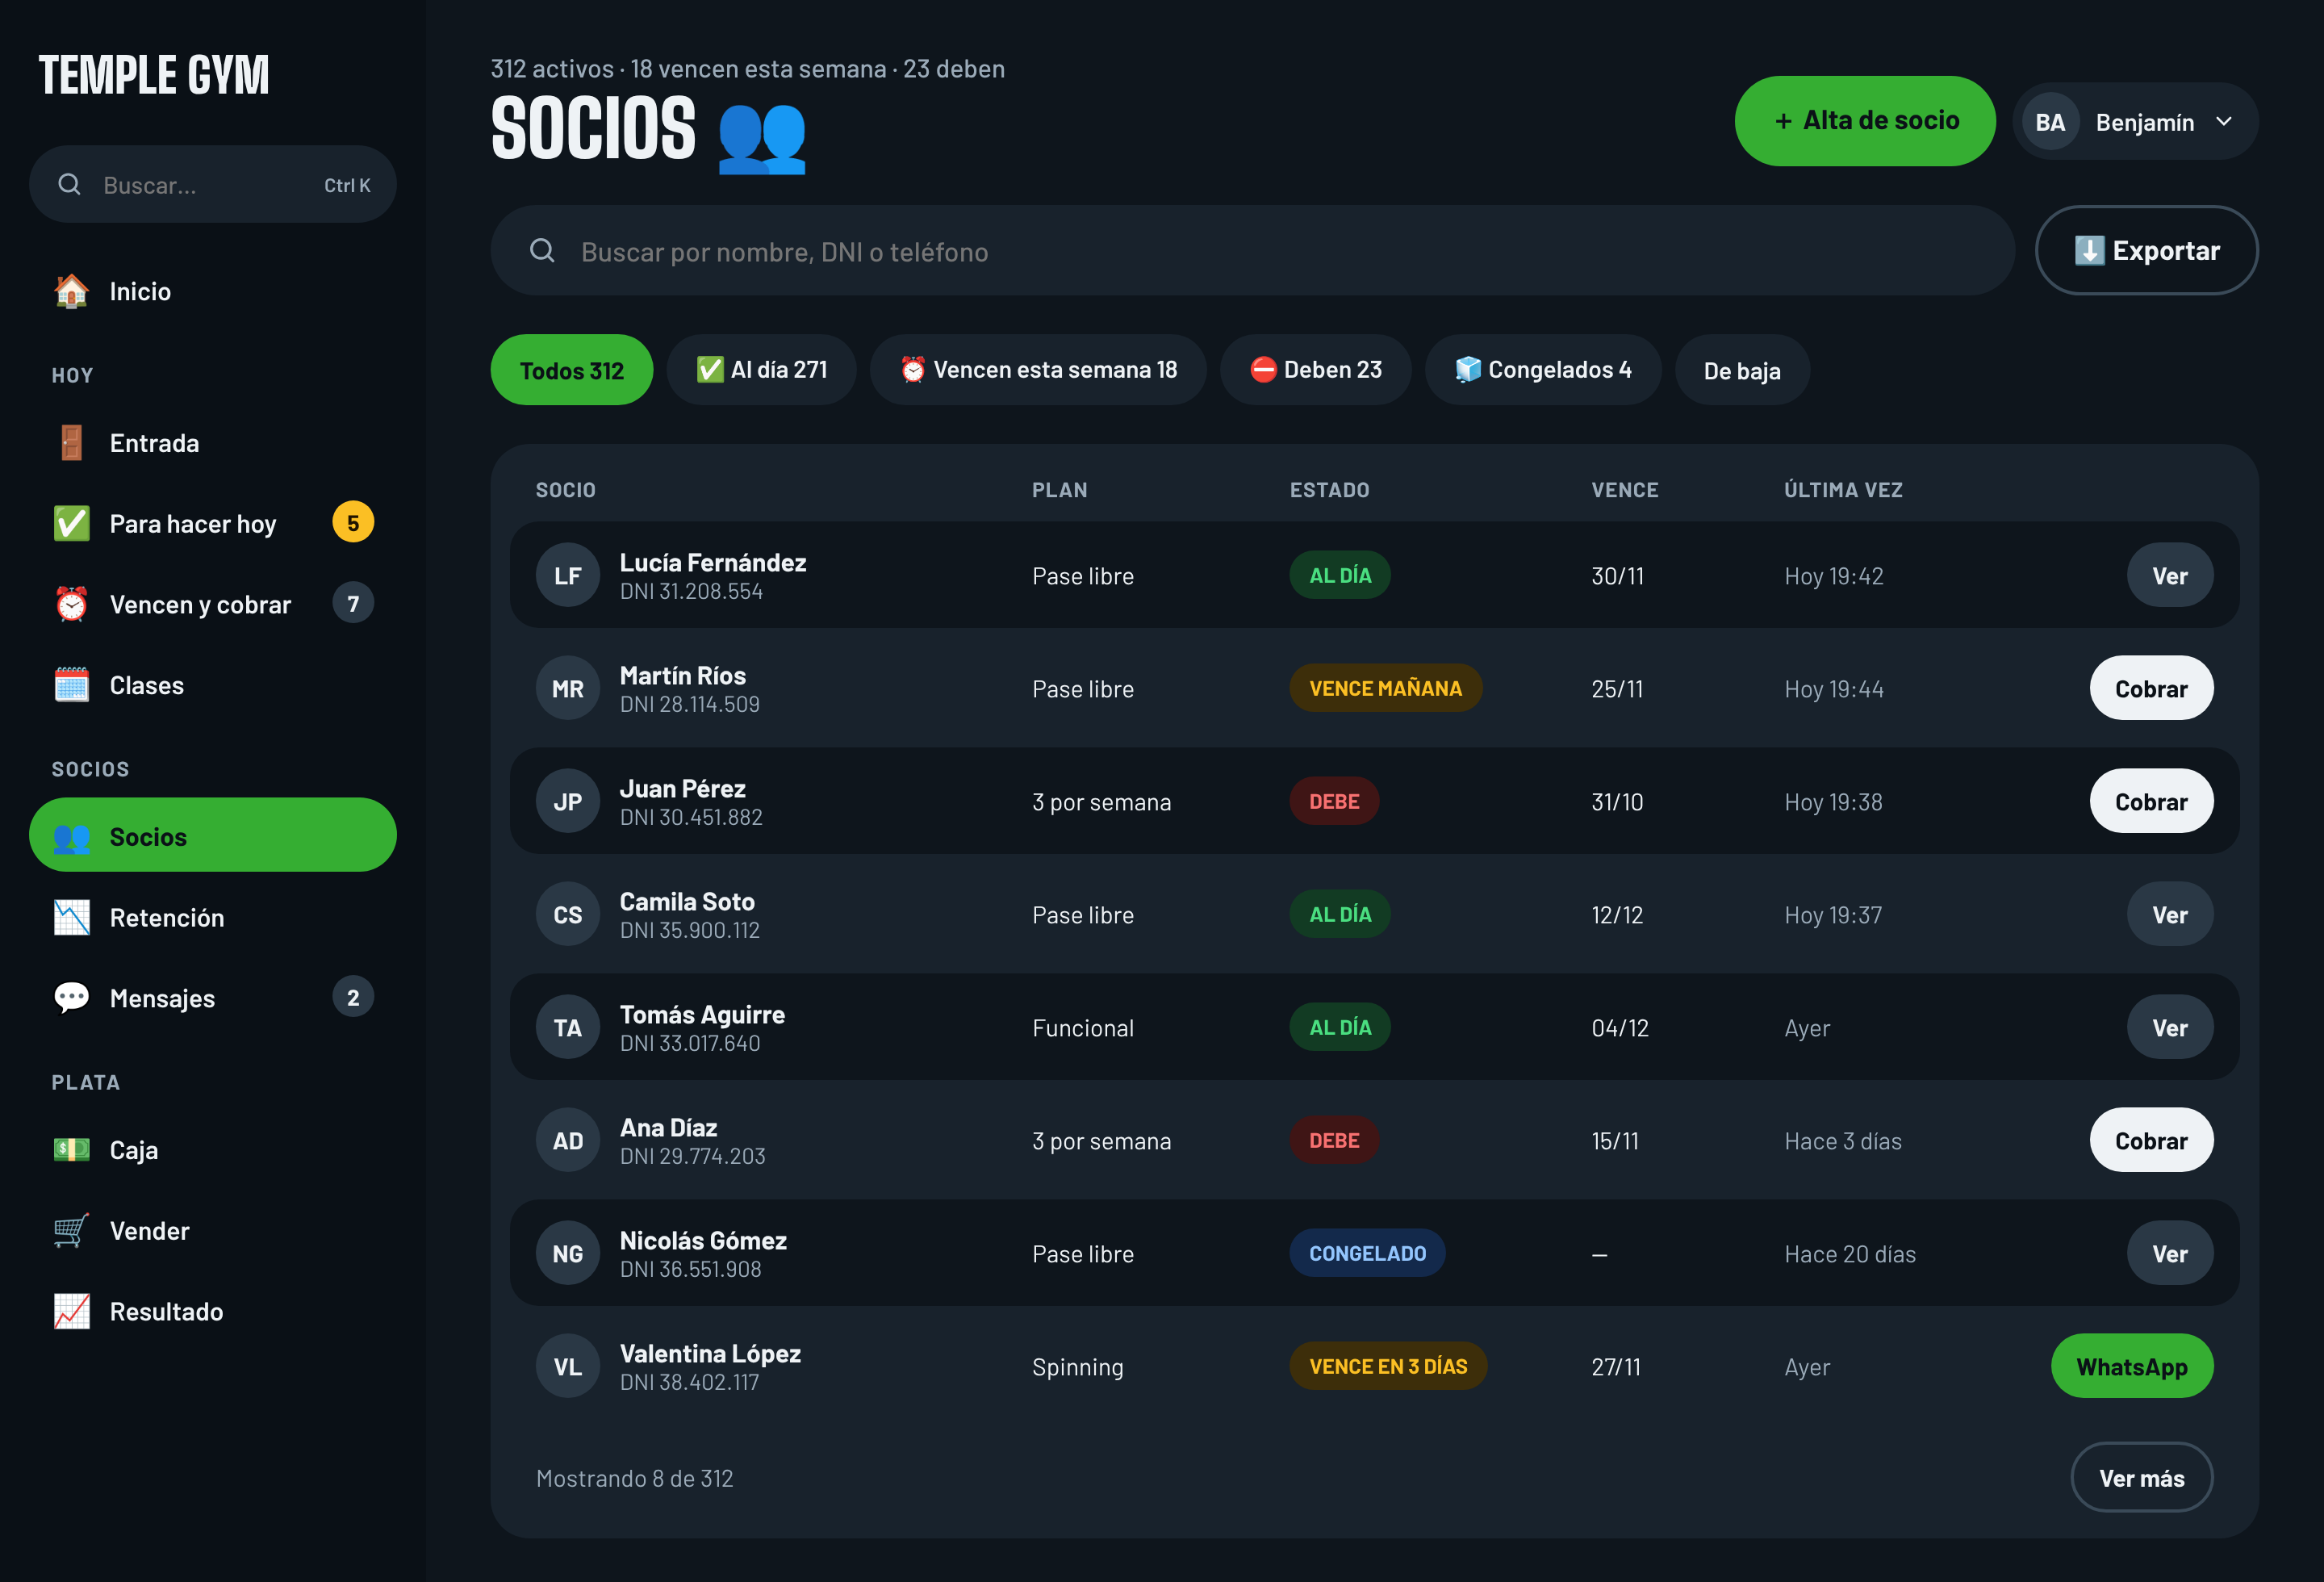 TEMPLE GYM
Buscar... Ctrl K
Inicio
HOY
Entrada
Para hacer hoy 5
Vencen y cobrar 7
Clases
SOCIOS
Socios
Retención
Mensajes 2
PLATA
Caja
Vender
Resultado
312 activos · 18 vencen esta semana · 23 deben
SOCIOS
+ Alta de socio
BA Benjamín
Buscar por nombre, DNI o teléfono
Exportar
Todos 312
Al día 271
Vencen esta semana 18
Deben 23
Congelados 4
De baja
SOCIO PLAN ESTADO VENCE ÚLTIMA VEZ
LF Lucía Fernández Pase libre AL DÍA 30/11 Hoy 19:42 Ver
DNI 31.208.554
MR Martín Ríos Pase libre VENCE MAÑANA 25/11 Hoy 19:44 Cobrar
DNI 28.114.509
JP Juan Pérez 3 por semana DEBE 31/10 Hoy 19:38 Cobrar
DNI 30.451.882
CS Camila Soto Pase libre AL DÍA 12/12 Hoy 19:37 Ver
DNI 35.900.112
TA Tomás Aguirre Funcional AL DÍA 04/12 Ayer Ver
DNI 33.017.640
AD Ana Díaz 3 por semana DEBE 15/11 Hace 3 días Cobrar
DNI 29.774.203
NG Nicolás Gómez Pase libre CONGELADO – Hace 20 días Ver
DNI 36.551.908
VL Valentina López Spinning VENCE EN 3 DÍAS 27/11 Ayer WhatsApp
DNI 38.402.117
Mostrando 8 de 312 Ver más